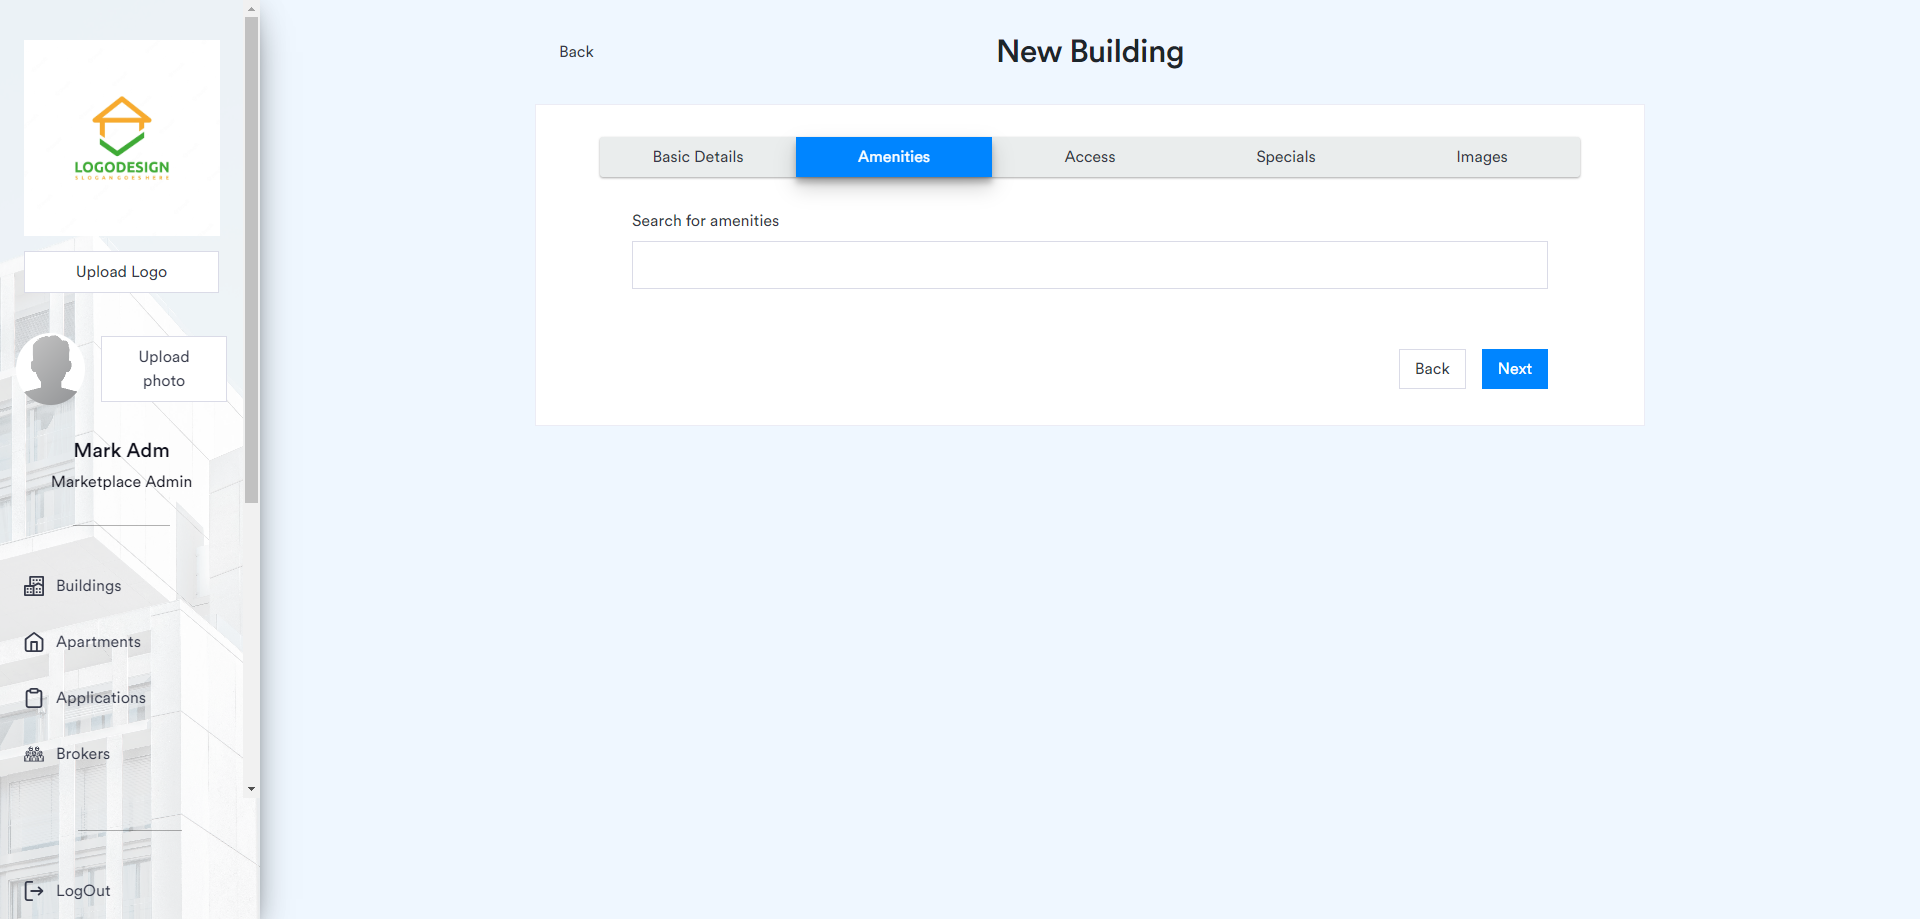 LOGODESIGN
SLOGANGOESHERE
Upload Logo
Upload
photo
Mark Adm
Marketplace Admin
Buildings
Apartments
Applications
Brokers
LogOut
Back
New Building
Basic Details
Amenities
Access
Specials
Images
Search for amenities
Back
Next